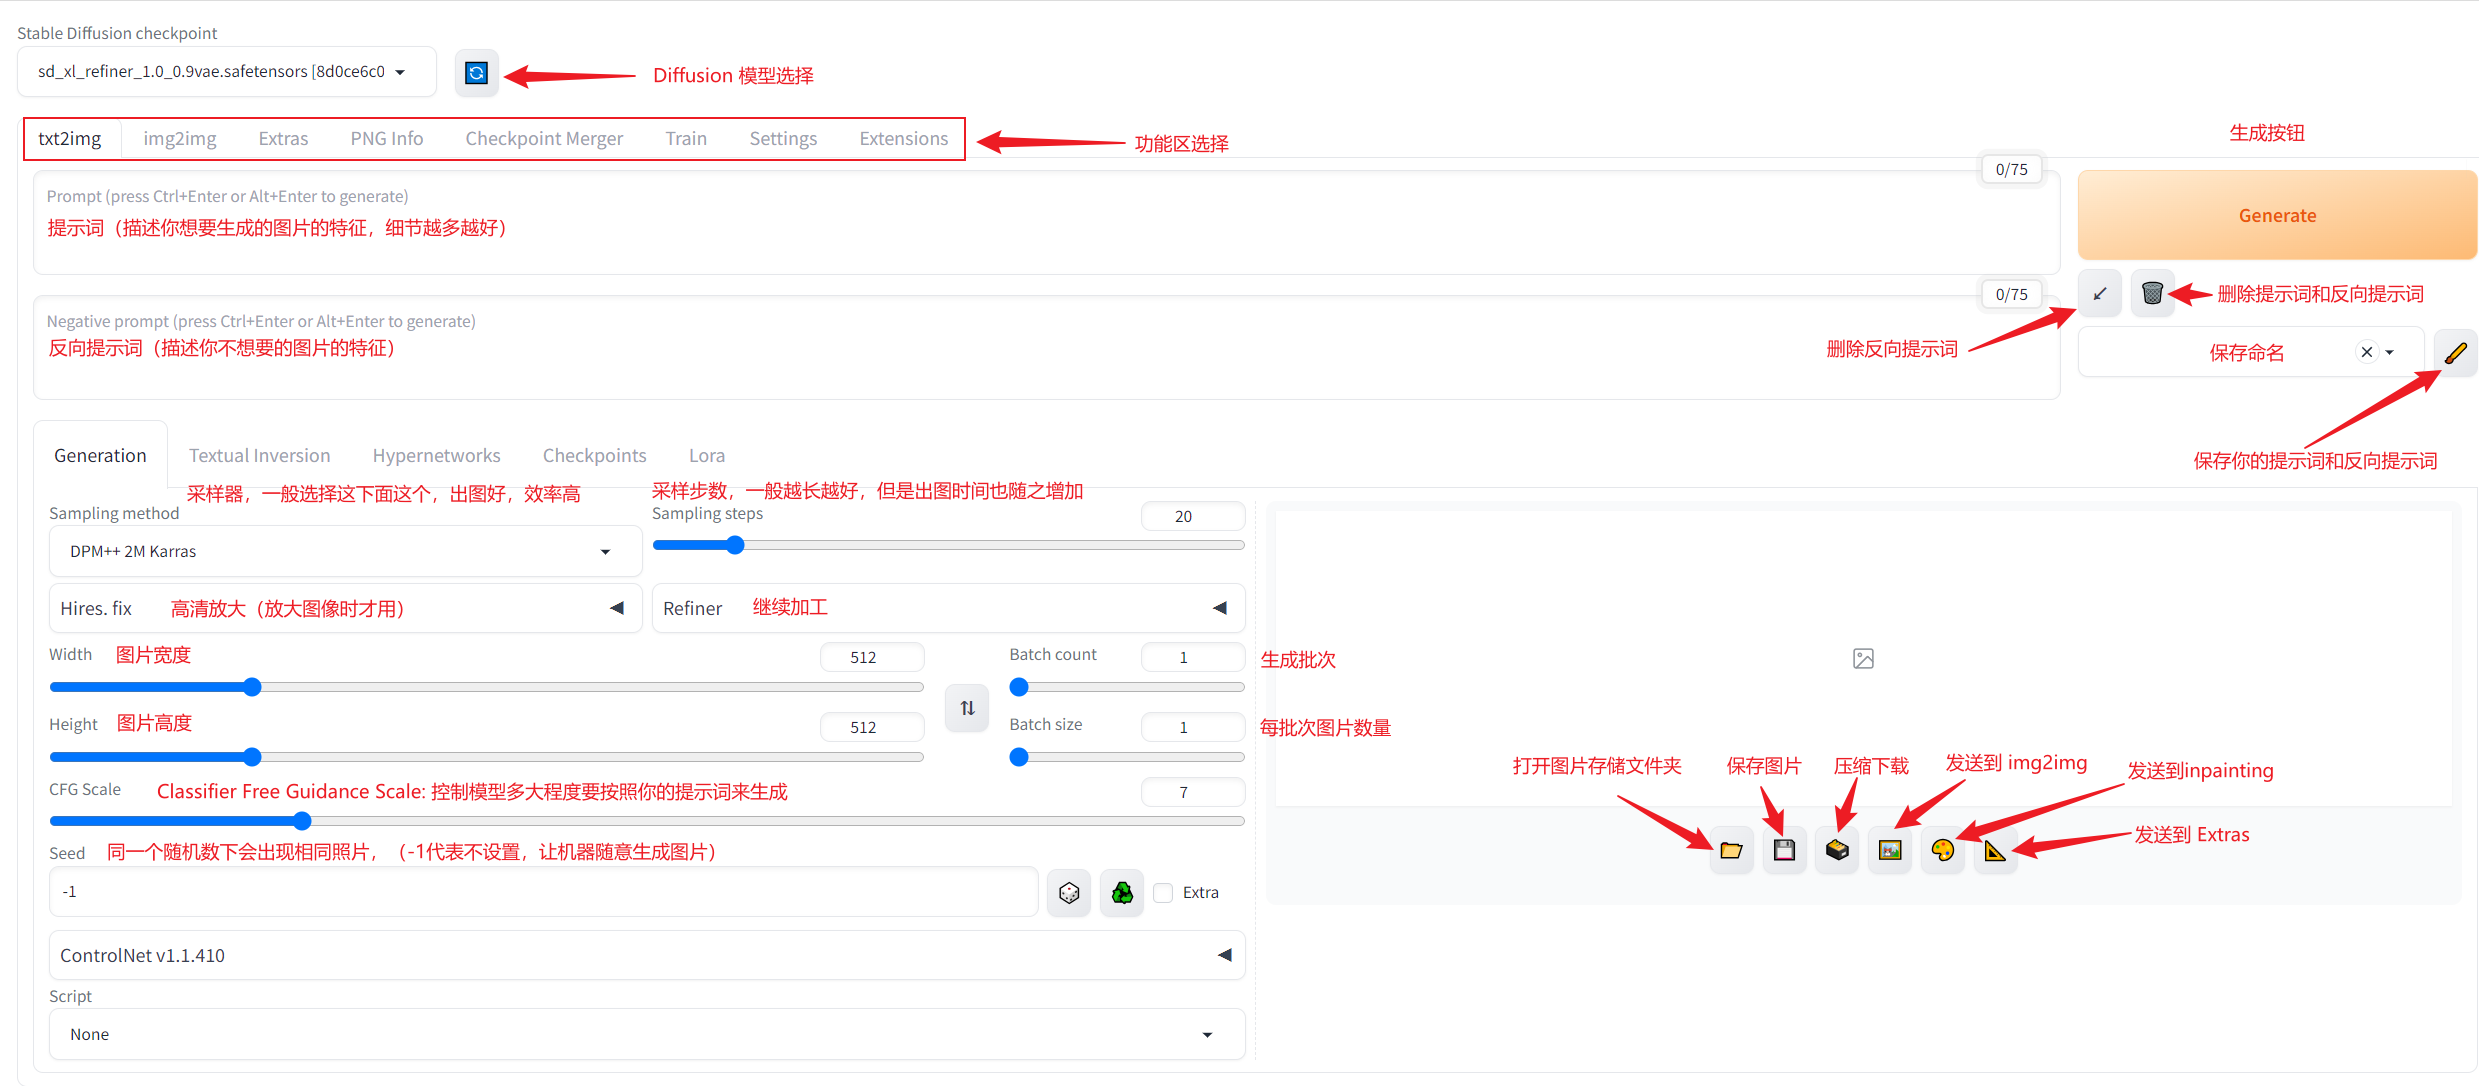 Stable Diffusion checkpoint
sd_xl_refiner_1.0_0.9vae.safetensors [8d0ce6c0
Diffusion 模型选择
txt2img img2img Extras PNG Info Checkpoint Merger Train Settings Extensions
功能区选择
生成按钮
0/75
Prompt (press Ctrl+Enter or Alt+Enter to generate)
提示词（描述你想要生成的图片的特征，细节越多越好）
Generate
0/75
删除提示词和反向提示词
Negative prompt (press Ctrl+Enter or Alt+Enter to generate)
反向提示词（描述你不想要的图片的特征）
删除反向提示词
保存命名
保存你的提示词和反向提示词
Generation Textual Inversion Hypernetworks Checkpoints Lora
采样器，一般选择这下面这个，出图好，效率高
采样步数，一般越长越好，但是出图时间也随之增加
Sampling method
Sampling steps
20
DPM++ 2M Karras
Hires. fix 高清放大（放大图像时才用）
Refiner 继续加工
Width 图片宽度
512
Batch count
1
生成批次
Height 图片高度
512
Batch size
1
每批次图片数量
CFG Scale Classifier Free Guidance Scale: 控制模型多大程度要按照你的提示词来生成
7
打开图片存储文件夹
保存图片
压缩下载
发送到 img2img
发送到inpainting
发送到 Extras
Seed 同一个随机数下会出现相同照片，（-1代表不设置，让机器随意生成图片）
-1
Extra
ControlNet v1.1.410
Script
None